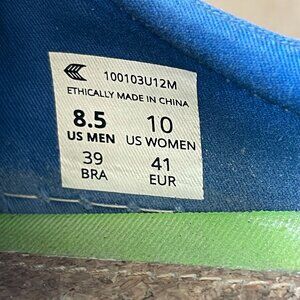 100103U12M
ETHICALLY MADE IN CHINA
8.5 10
US MEN US WOMEN
39 41
BRA EUR